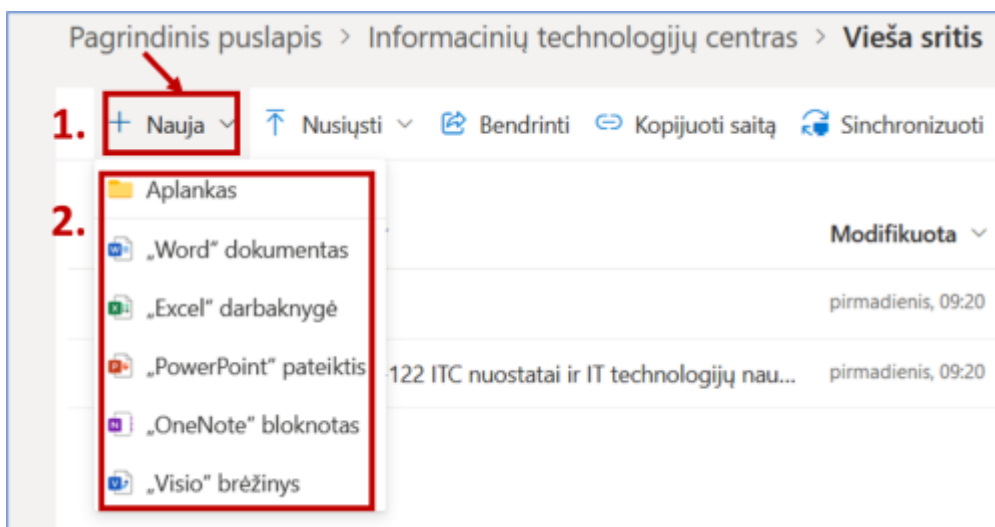 Pagrindinis puslapis > Informacinių technologijų centras > Vieša sritis
1. + Nauja Nusiųsti Bendrinti Kopijuoti saitą Sinchronizuoti
Aplankas
2.
„Word“ dokumentas
Modifikuota
„Excel“ darbaknygė
pirmadienis, 09:20
„PowerPoint“ pateiktis
-122 ITC nuostatai ir IT technologijų nau... pirmadienis, 09:20
„OneNote“ bloknotas
„Visio“ brėžinys